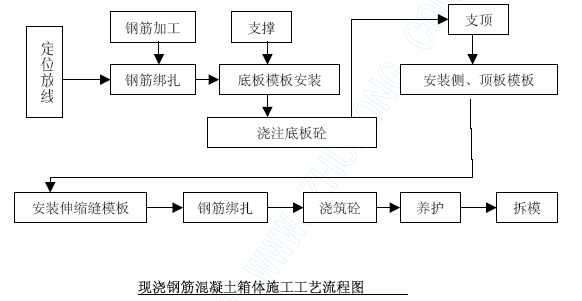 钢筋加工
支撑
支顶
定位放线
钢筋绑扎
底板模板安装
安装侧、顶板模板
浇注底板砼
安装伸缩缝模板
钢筋绑扎
浇筑砼
养护
拆模
现浇钢筋混凝土箱体施工工艺流程图